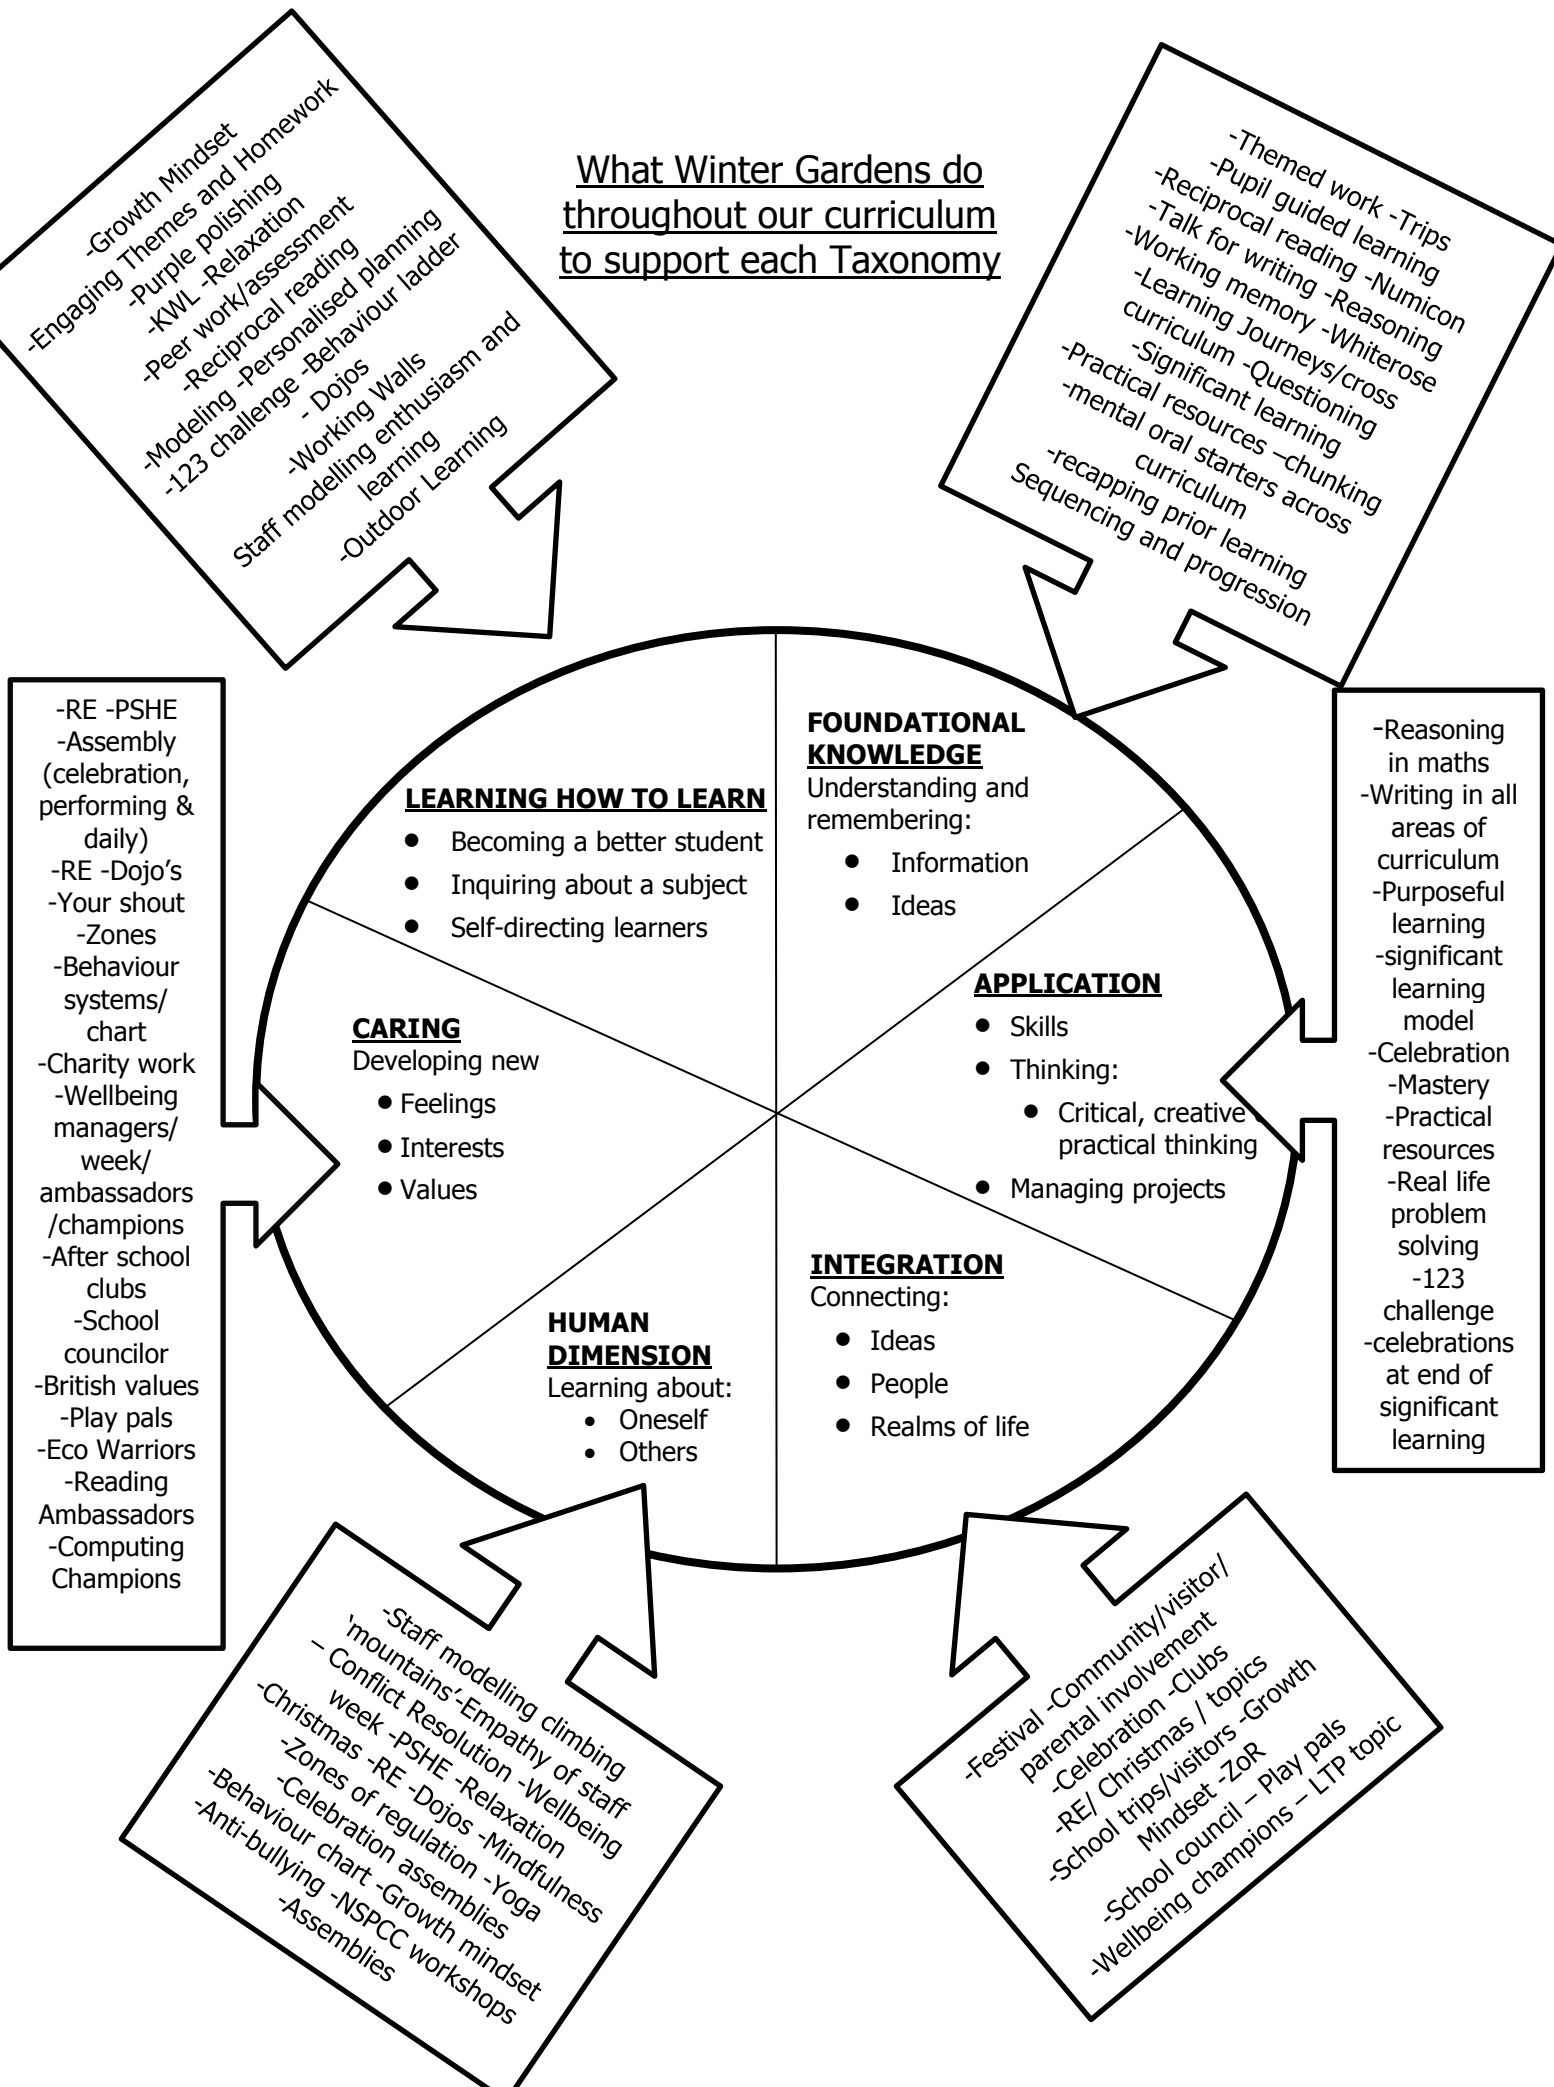 What Winter Gardens do
throughout our curriculum
to support each Taxonomy
-Growth Mindset
-Engaging Themes and Homework
-Purple polishing
-KWL -Relaxation
-Peer work/assessment
-Reciprocal reading
-Modeling -Personalised planning
-123 challenge -Behaviour ladder
- Dojos
-Working Walls
Staff modelling enthusiasm and
learning
-Outdoor Learning
-Themed work -Trips
-Pupil guided learning
-Reciprocal reading -Numicon
-Talk for writing -Reasoning
-Working memory -Whiterose
-Learning Journeys/cross
curriculum -Questioning
-Significant learning
-Practical resources –chunking
-mental oral starters across
curriculum
-recapping prior learning
Sequencing and progression
-RE -PSHE
-Assembly
(celebration,
performing &
daily)
-RE -Dojo’s
-Your shout
-Zones
-Behaviour
systems/
chart
-Charity work
-Wellbeing
managers/
week/
ambassadors
/champions
-After school
clubs
-School
councilor
-British values
-Play pals
-Eco Warriors
-Reading
Ambassadors
-Computing
Champions
LEARNING HOW TO LEARN
● Becoming a better student
● Inquiring about a subject
● Self-directing learners
FOUNDATIONAL
KNOWLEDGE
Understanding and
remembering:
● Information
● Ideas
APPLICATION
● Skills
● Thinking:
● Critical, creative
practical thinking
● Managing projects
CARING
Developing new
● Feelings
● Interests
● Values
HUMAN
DIMENSION
Learning about:
• Oneself
• Others
INTEGRATION
Connecting:
● Ideas
● People
● Realms of life
-Reasoning
in maths
-Writing in all
areas of
curriculum
-Purposeful
learning
-significant
learning
model
-Celebration
-Mastery
-Practical
resources
-Real life
problem
solving
-123
challenge
-celebrations
at end of
significant
learning
-Staff modelling climbing
‘mountains’-Empathy of staff
– Conflict Resolution -Wellbeing
week -PSHE -Relaxation
-Christmas -RE -Dojos -Mindfulness
-Zones of regulation -Yoga
-Celebration assemblies
-Behaviour chart -Growth mindset
-Anti-bullying -NSPCC workshops
-Assemblies
-Festival -Community/visitor/
parental involvement
-Celebration -Clubs
-RE/ Christmas / topics
-School trips/visitors -Growth
Mindset -ZoR
-School council – Play pals
-Wellbeing champions – LTP topic